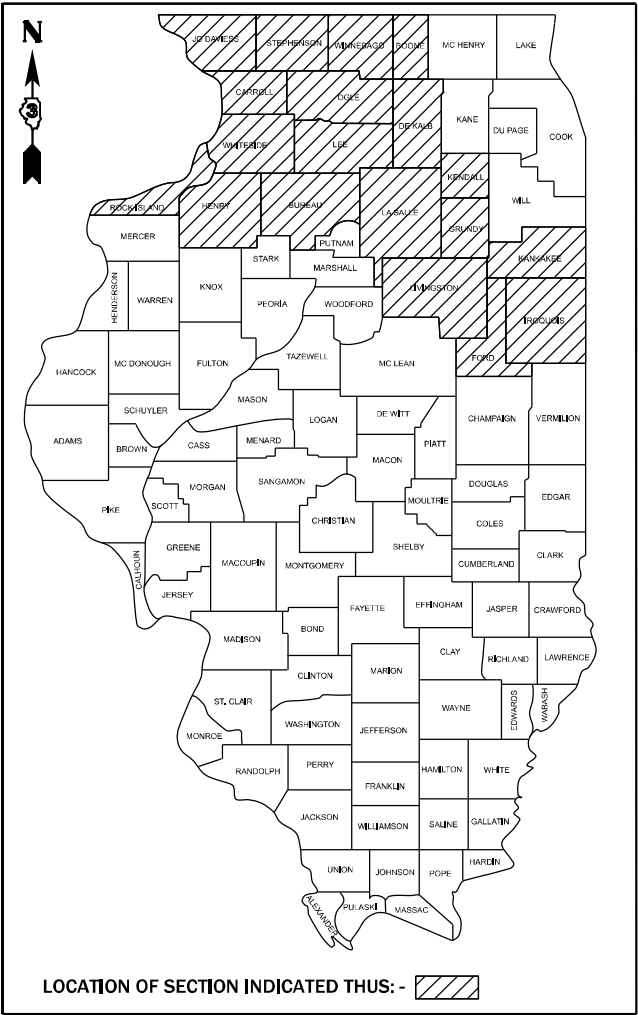 N
3
JO DAVIESS
STEPHENSON
WINNEBAGO
BOONE
MC HENRY
LAKE
CARROLL
OGLE
DE KALB
KANE
DU PAGE
COOK
WHITESIDE
LEE
KENDALL
WILL
ROCK ISLAND
HENRY
BUREAU
LA SALLE
GRUNDY
MERCER
PUTNAM
KANKAKEE
STARK
MARSHALL
HENDERSON
WARREN
KNOX
PEORIA
WOODFORD
LIVINGSTON
IROQUOIS
FORD
HANCOCK
MC DONOUGH
FULTON
TAZEWELL
MC LEAN
MASON
SCHUYLER
LOGAN
DE WITT
CHAMPAIGN
VERMILION
ADAMS
BROWN
CASS
MENARD
PIATT
MACON
MORGAN
SANGAMON
DOUGLAS
EDGAR
PIKE
SCOTT
MOULTRIE
CHRISTIAN
COLES
GREENE
SHELBY
CALHOUN
MACOUPIN
MONTGOMERY
CUMBERLAND
CLARK
JERSEY
FAYETTE
EFFINGHAM
JASPER
CRAWFORD
MADISON
BOND
CLAY
RICHLAND
LAWRENCE
CLINTON
MARION
ST. CLAIR
WAYNE
EDWARDS
WABASH
WASHINGTON
JEFFERSON
MONROE
RANDOLPH
PERRY
HAMILTON
WHITE
FRANKLIN
JACKSON
WILLIAMSON
SALINE
GALLATIN
UNION
JOHNSON
POPE
HARDIN
ALEXANDER
PULASKI
MASSAC
LOCATION OF SECTION INDICATED THUS: -